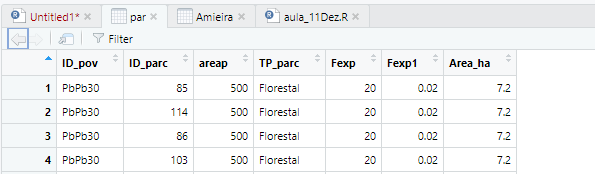 Untitled1* par Amieira aula_11Dez.R
Filter
ID_pov ID_parc areap TP_parc Fexp Fexp1 Area_ha
1 PbPb30 85 500 Florestal 20 0.02 7.2
2 PbPb30 114 500 Florestal 20 0.02 7.2
3 PbPb30 86 500 Florestal 20 0.02 7.2
4 PbPb30 103 500 Florestal 20 0.02 7.2